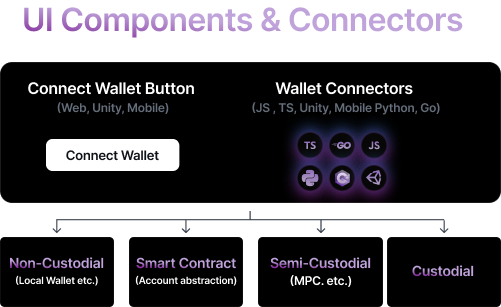 UI Components & Connectors
Connect Wallet Button
(Web, Unity, Mobile)
Connect Wallet
Wallet Connectors
(JS , TS, Unity, Mobile Python, Go)
TS GO JS
C
Non-Custodial
(Local Wallet etc.)
Smart Contract
(Account abstraction)
Semi-Custodial
(MPC. etc.)
Custodial